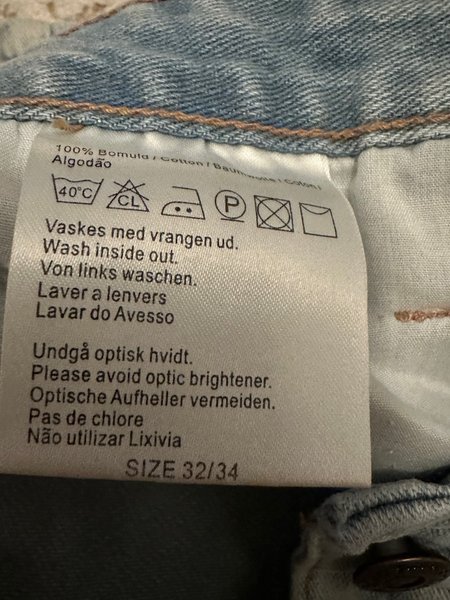 100% Bomuld / Cotton / Baumwolle / Coton /
Algodão
40°C CL P
Vaskes med vrangen ud.
Wash inside out.
Von links waschen.
Laver a lenvers
Lavar do Avesso
Undgå optisk hvidt.
Please avoid optic brightener.
Optische Aufheller vermeiden.
Pas de chlore
Não utilizar Lixivia
SIZE 32/34